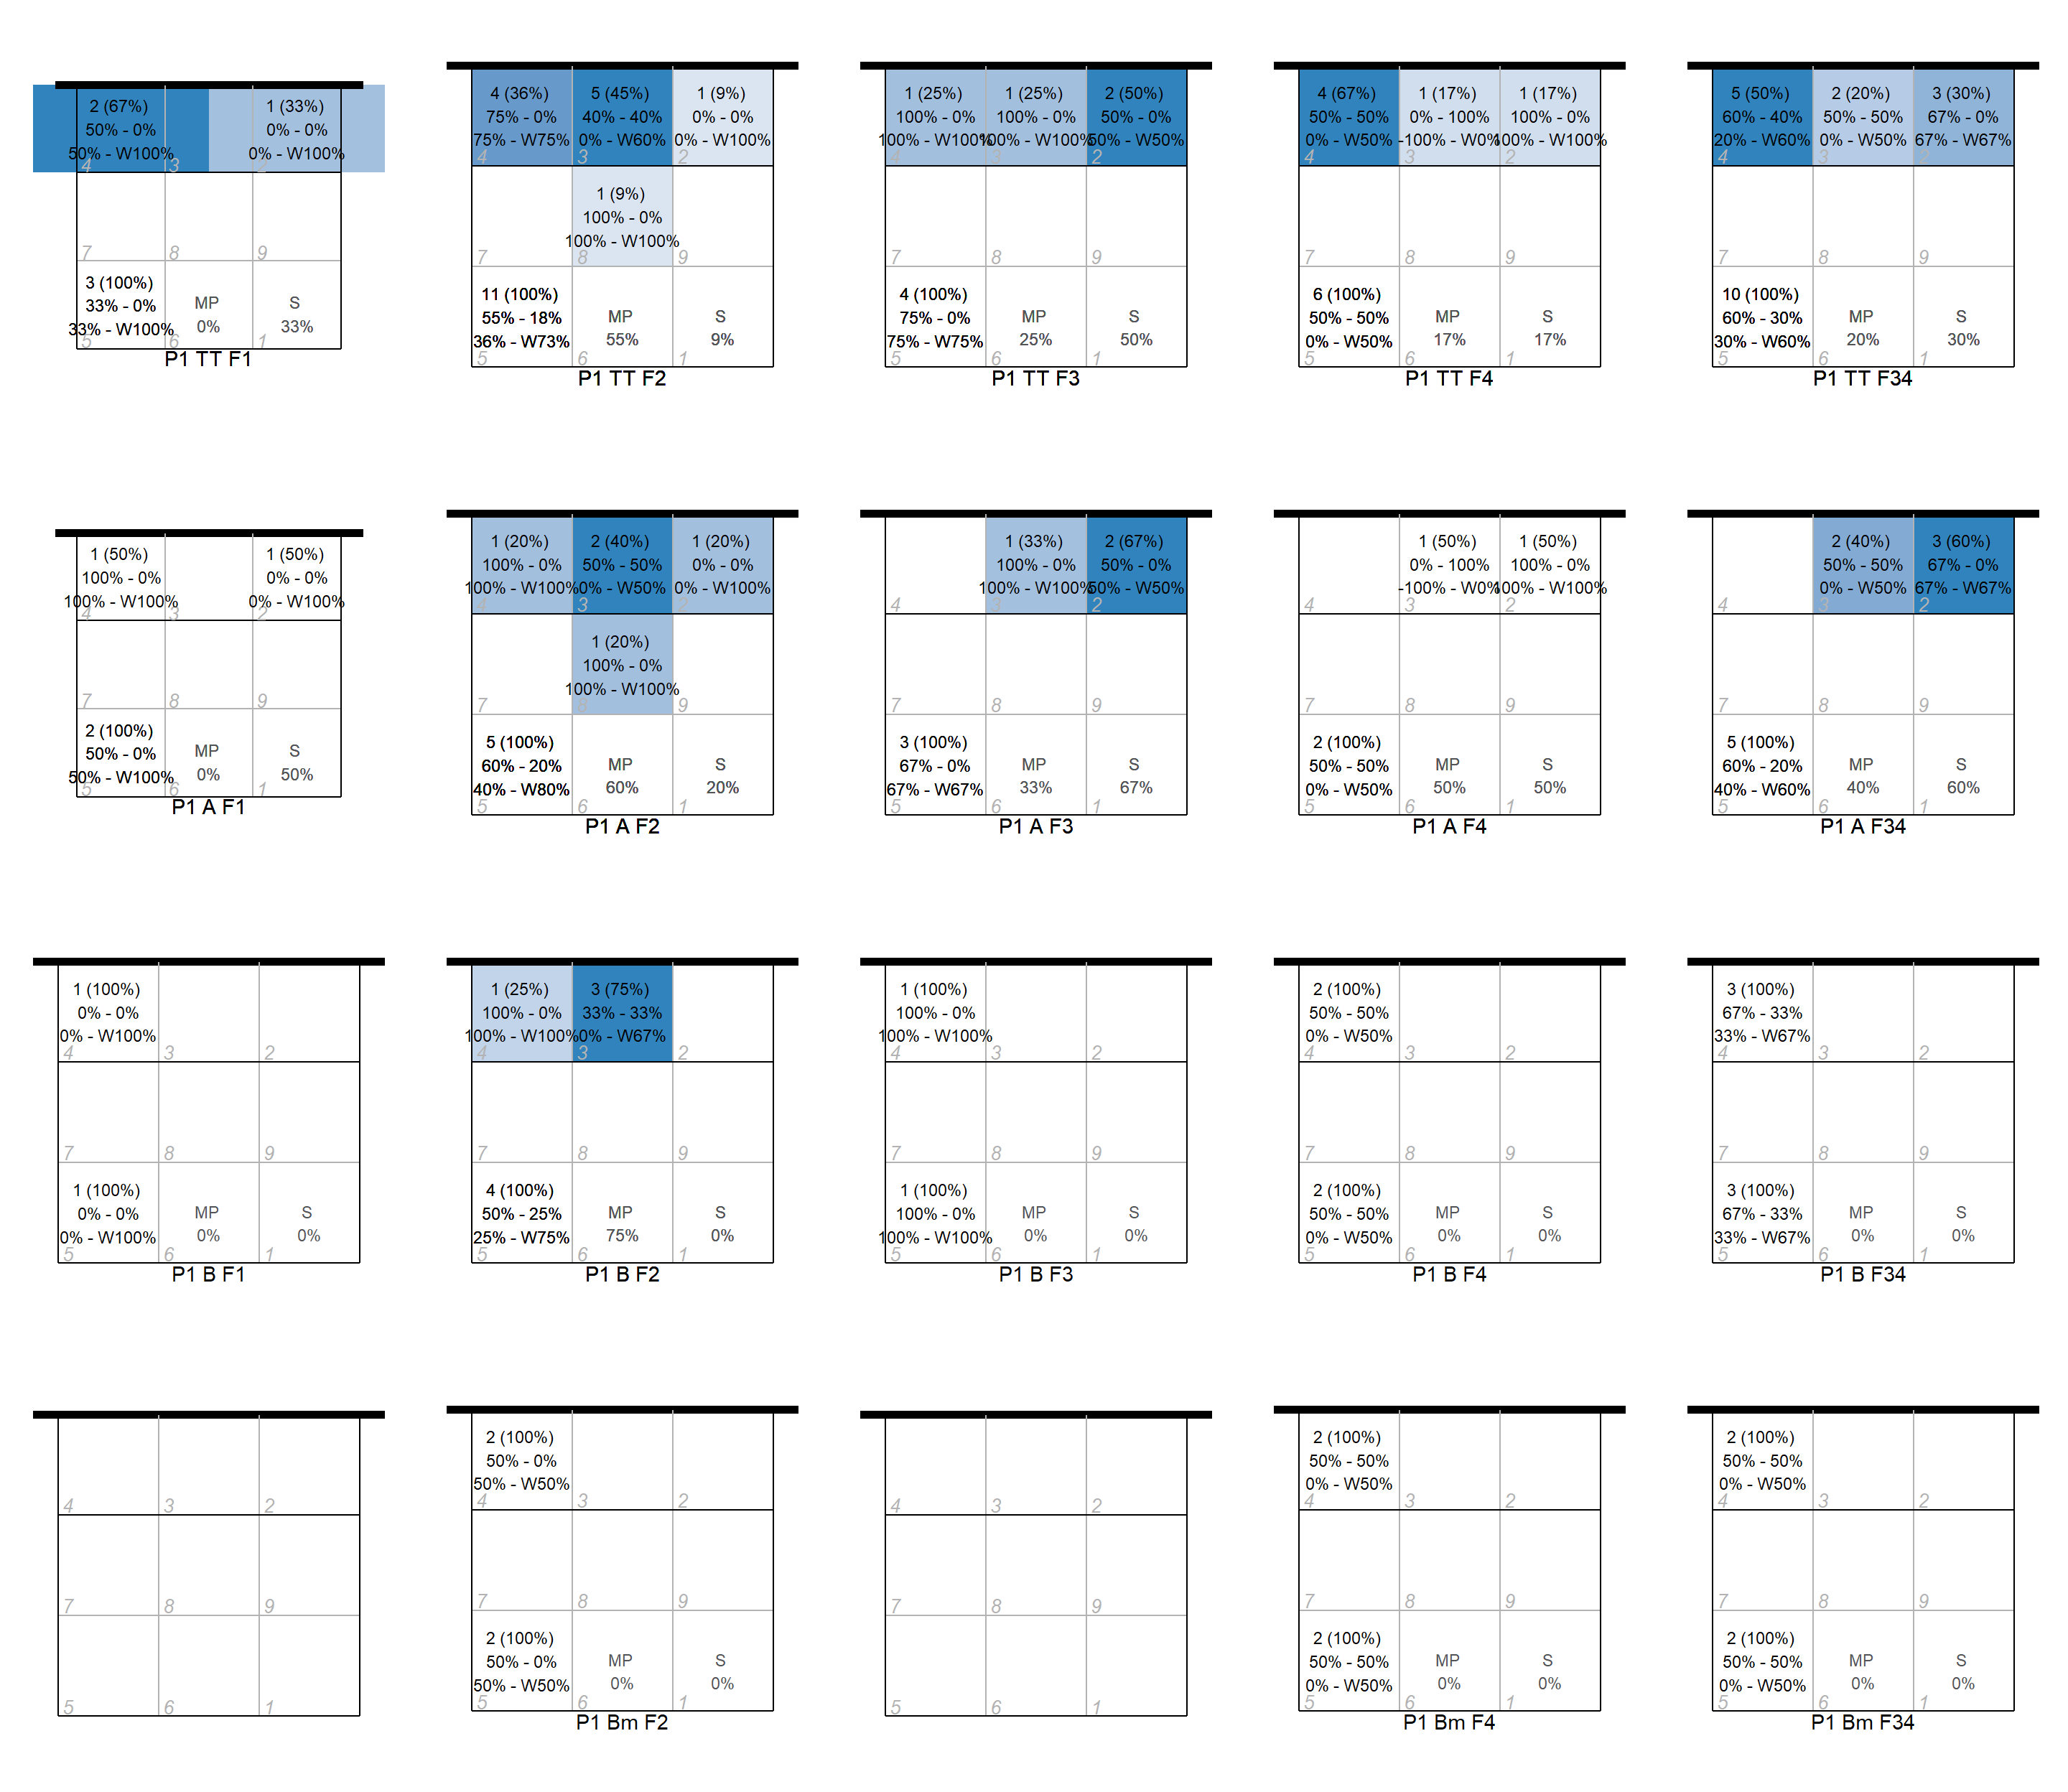 2 (67%)
50% - 0%
50% - W100%
1 (33%)
0% - 0%
0% - W100%
4 3 2
7 8 9
3 (100%)
33% - 0%
33% - W100%
MP
0%
S
33%
5 6 1
P1 TT F1
4 (36%)
75% - 0%
75% - W75%
5 (45%)
40% - 40%
0% - W60%
1 (9%)
0% - 0%
0% - W100%
4 3 2
1 (9%)
100% - 0%
100% - W100%
7 8 9
11 (100%)
55% - 18%
36% - W73%
MP
55%
S
9%
5 6 1
P1 TT F2
1 (25%)
100% - 0%
100% - W100%
1 (25%)
100% - 0%
100% - W100%
2 (50%)
50% - 0%
50% - W50%
4 3 2
7 8 9
4 (100%)
75% - 0%
75% - W75%
MP
25%
S
50%
5 6 1
P1 TT F3
4 (67%)
50% - 50%
0% - W50%
1 (17%)
0% - 100%
-100% - W0%
1 (17%)
100% - 0%
100% - W100%
4 3 2
7 8 9
6 (100%)
50% - 50%
0% - W50%
MP
17%
S
17%
5 6 1
P1 TT F4
5 (50%)
60% - 40%
20% - W60%
2 (20%)
50% - 50%
0% - W50%
3 (30%)
67% - 0%
67% - W67%
4 3 2
7 8 9
10 (100%)
60% - 30%
30% - W60%
MP
20%
S
30%
5 6 1
P1 TT F34
1 (50%)
100% - 0%
100% - W100%
1 (50%)
0% - 0%
0% - W100%
4 3 2
7 8 9
2 (100%)
50% - 0%
50% - W100%
MP
0%
S
50%
5 6 1
P1 A F1
1 (20%)
100% - 0%
100% - W100%
2 (40%)
50% - 50%
0% - W50%
1 (20%)
0% - 0%
0% - W100%
4 3 2
1 (20%)
100% - 0%
100% - W100%
7 8 9
5 (100%)
60% - 20%
40% - W80%
MP
60%
S
20%
5 6 1
P1 A F2
1 (33%)
100% - 0%
100% - W100%
2 (67%)
50% - 0%
50% - W50%
4 3 2
7 8 9
3 (100%)
67% - 0%
67% - W67%
MP
33%
S
67%
5 6 1
P1 A F3
1 (50%)
0% - 100%
-100% - W0%
1 (50%)
100% - 0%
100% - W100%
4 3 2
7 8 9
2 (100%)
50% - 50%
0% - W50%
MP
50%
S
50%
5 6 1
P1 A F4
2 (40%)
50% - 50%
0% - W50%
3 (60%)
67% - 0%
67% - W67%
4 3 2
7 8 9
5 (100%)
60% - 20%
40% - W60%
MP
40%
S
60%
5 6 1
P1 A F34
1 (100%)
0% - 0%
0% - W100%
4 3 2
7 8 9
1 (100%)
0% - 0%
0% - W100%
MP
0%
S
0%
5 6 1
P1 B F1
1 (25%)
100% - 0%
100% - W100%
3 (75%)
33% - 33%
0% - W67%
4 3 2
7 8 9
4 (100%)
50% - 25%
25% - W75%
MP
75%
S
0%
5 6 1
P1 B F2
1 (100%)
100% - 0%
100% - W100%
4 3 2
7 8 9
1 (100%)
100% - 0%
100% - W100%
MP
0%
S
0%
5 6 1
P1 B F3
2 (100%)
50% - 50%
0% - W50%
4 3 2
7 8 9
2 (100%)
50% - 50%
0% - W50%
MP
0%
S
0%
5 6 1
P1 B F4
3 (100%)
67% - 33%
33% - W67%
4 3 2
7 8 9
3 (100%)
67% - 33%
33% - W67%
MP
0%
S
0%
5 6 1
P1 B F34
4 3 2
7 8 9
5 6 1
2 (100%)
50% - 0%
50% - W50%
4 3 2
7 8 9
2 (100%)
50% - 0%
50% - W50%
MP
0%
S
0%
5 6 1
P1 Bm F2
4 3 2
7 8 9
5 6 1
2 (100%)
50% - 50%
0% - W50%
4 3 2
7 8 9
2 (100%)
50% - 50%
0% - W50%
MP
0%
S
0%
5 6 1
P1 Bm F4
2 (100%)
50% - 50%
0% - W50%
4 3 2
7 8 9
2 (100%)
50% - 50%
0% - W50%
MP
0%
S
0%
5 6 1
P1 Bm F34